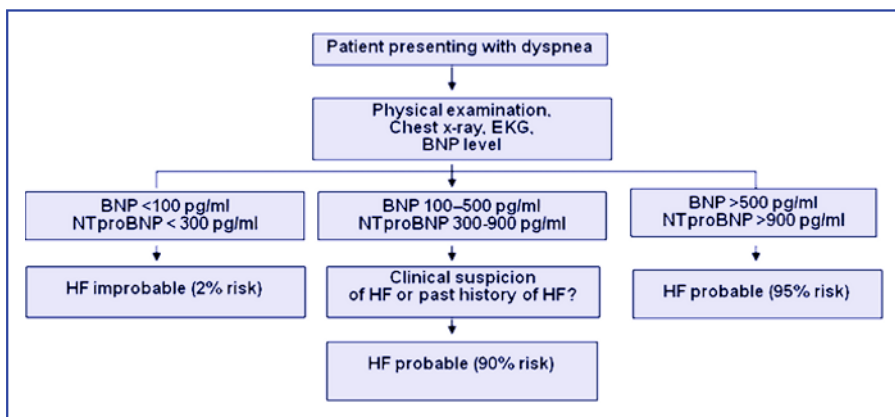 Patient presenting with dyspnea
Physical examination,
Chest x-ray, EKG,
BNP level
BNP <100 pg/ml
NTproBNP < 300 pg/ml
BNP 100–500 pg/ml
NTproBNP 300-900 pg/ml
BNP >500 pg/ml
NTproBNP >900 pg/ml
HF improbable (2% risk)
Clinical suspicion
of HF or past history of HF?
HF probable (95% risk)
HF probable (90% risk)